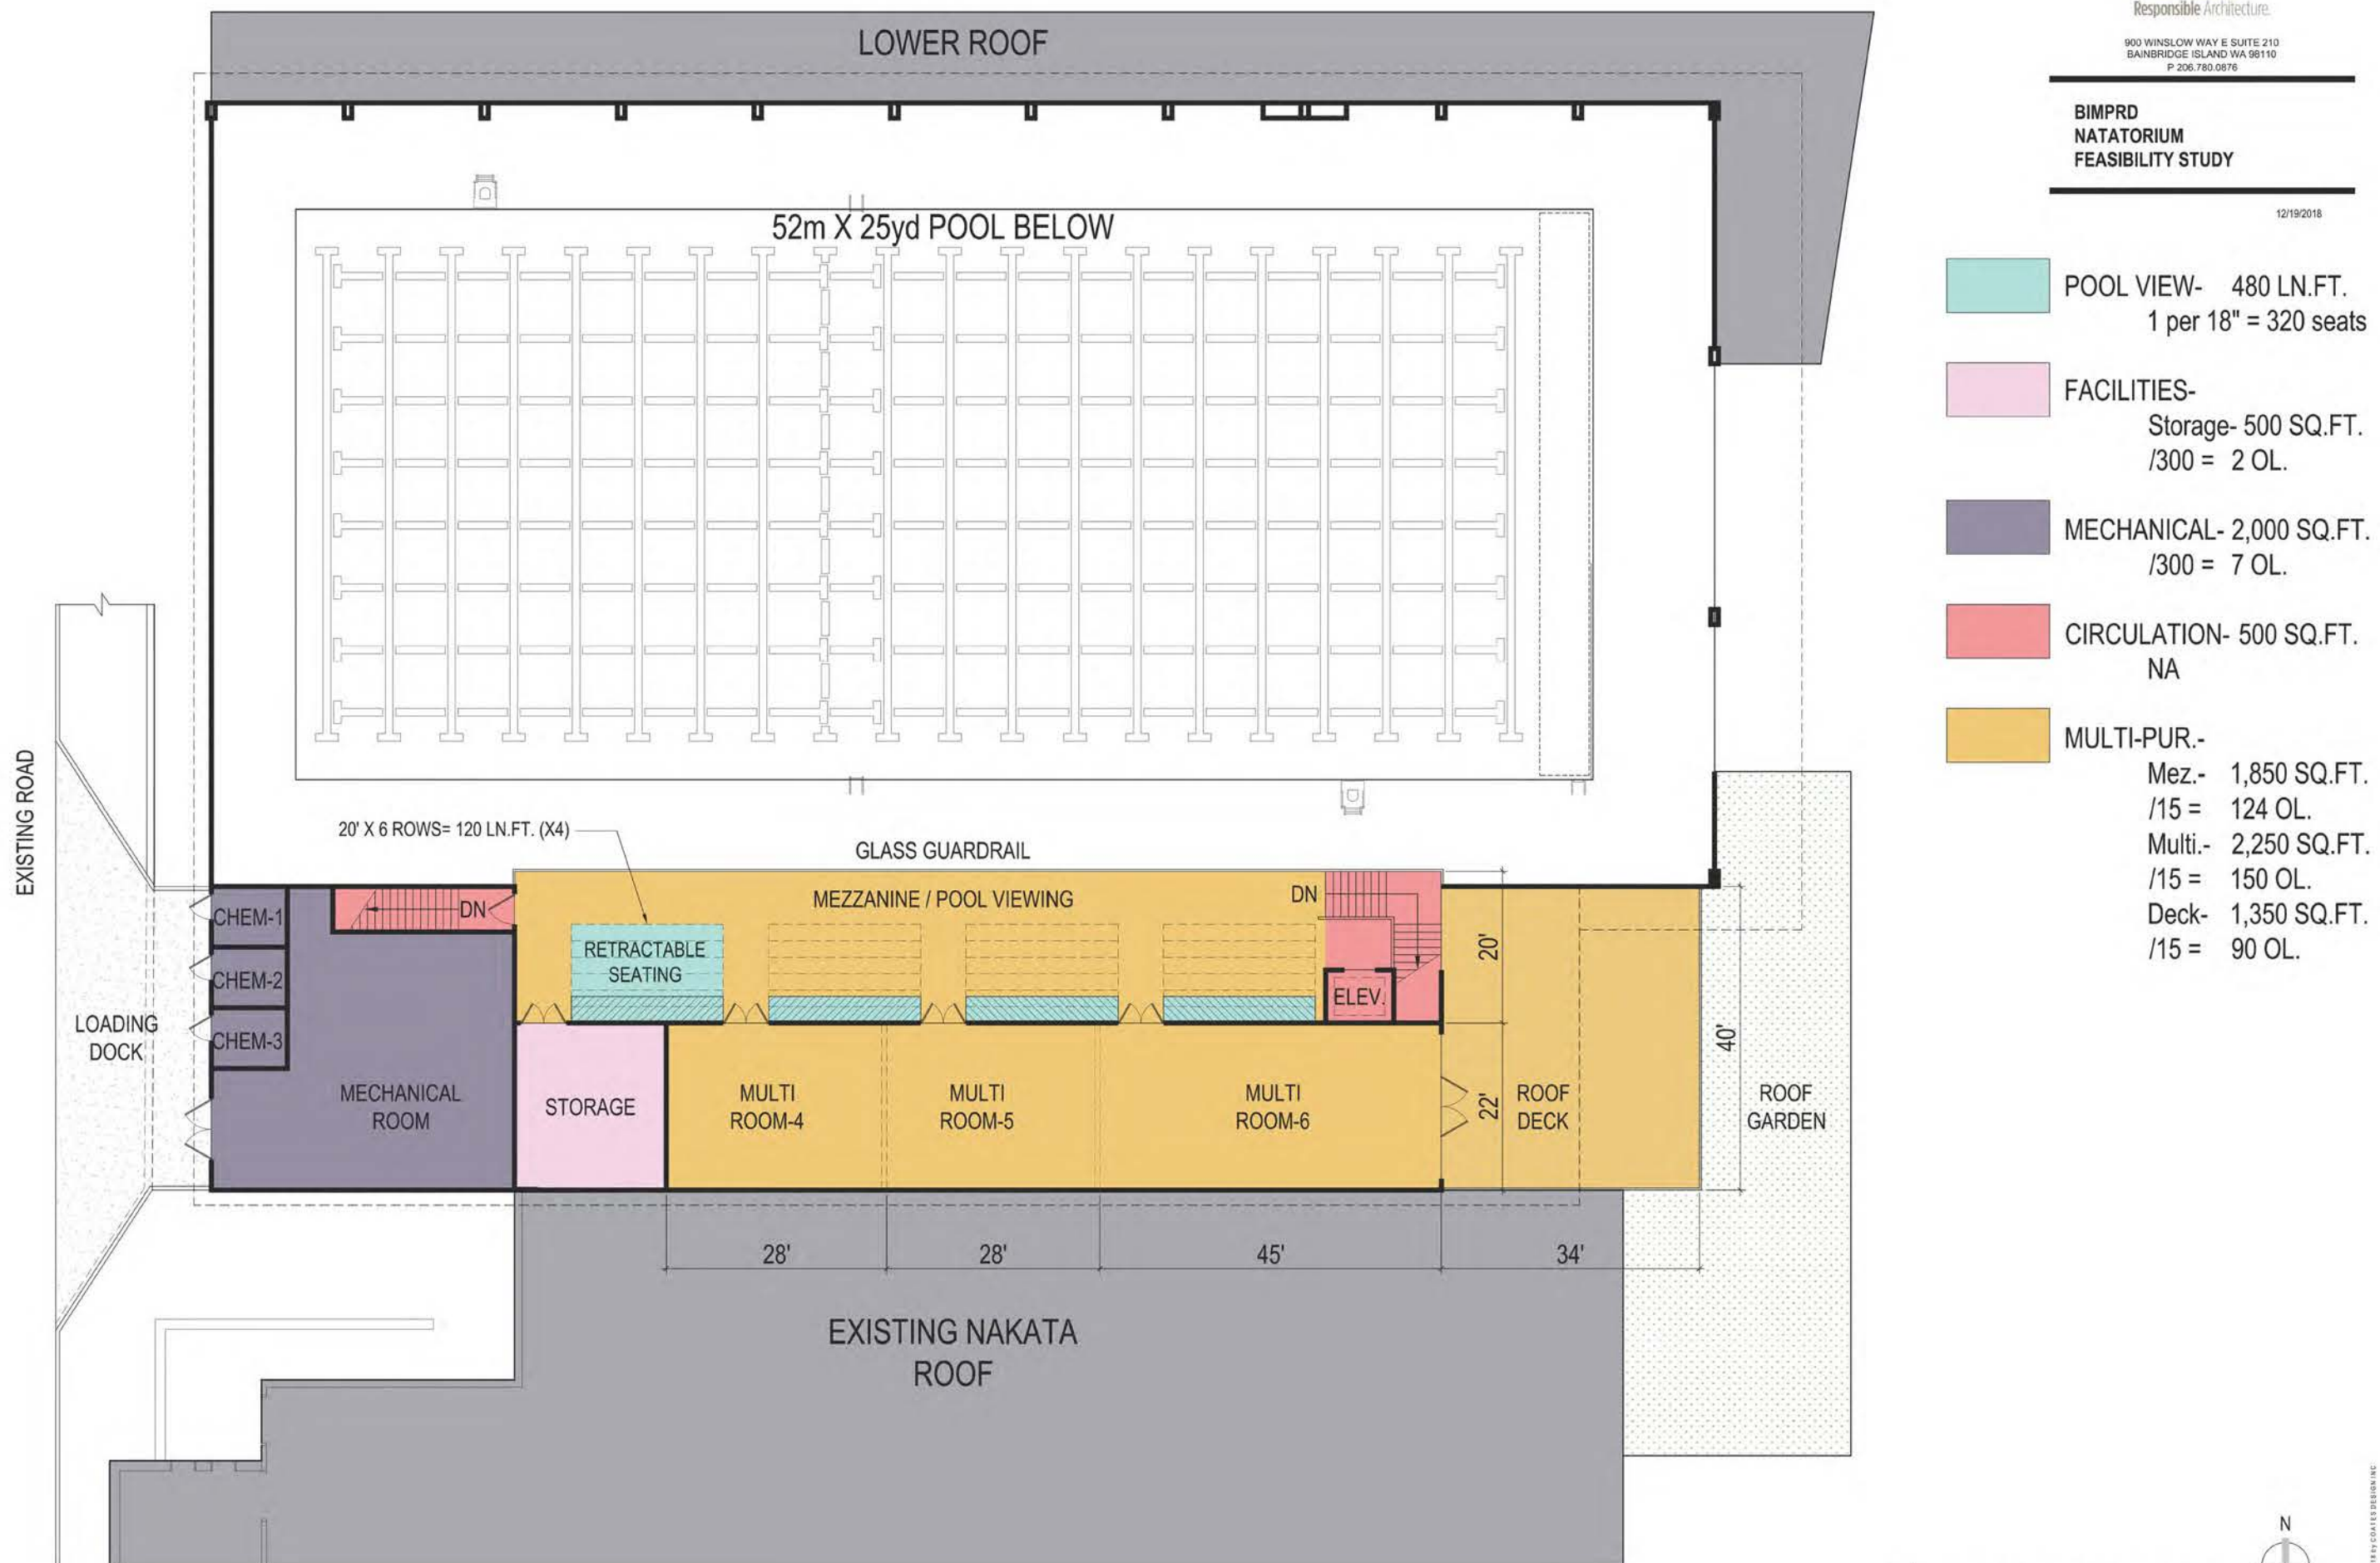 LOWER ROOF
Responsible Architecture.
900 WINSLOW WAY E SUITE 210
BAINBRIDGE ISLAND WA 98110
P 206.780.0876
BIMPRD
NATATORIUM
FEASIBILITY STUDY
12/19/2018
POOL VIEW- 480 LN.FT.
1 per 18" = 320 seats
FACILITIES-
Storage- 500 SQ.FT.
/300 = 2 OL.
MECHANICAL- 2,000 SQ.FT.
/300 = 7 OL.
CIRCULATION- 500 SQ.FT.
NA
MULTI-PUR.-
Mez.- 1,850 SQ.FT.
/15 = 124 OL.
Multi.- 2,250 SQ.FT.
/15 = 150 OL.
Deck- 1,350 SQ.FT.
/15 = 90 OL.
52m X 25yd POOL BELOW
EXISTING ROAD
20' X 6 ROWS= 120 LN.FT. (X4)
GLASS GUARDRAIL
MEZZANINE / POOL VIEWING
DN
DN
CHEM-1
CHEM-2
CHEM-3
RETRACTABLE
SEATING
ELEV.
20'
22'
40'
LOADING
DOCK
MECHANICAL
ROOM
STORAGE
MULTI
ROOM-4
MULTI
ROOM-5
MULTI
ROOM-6
ROOF
DECK
ROOF
GARDEN
28'
28'
45'
34'
EXISTING NAKATA
ROOF
N
COATES DESIGN INC